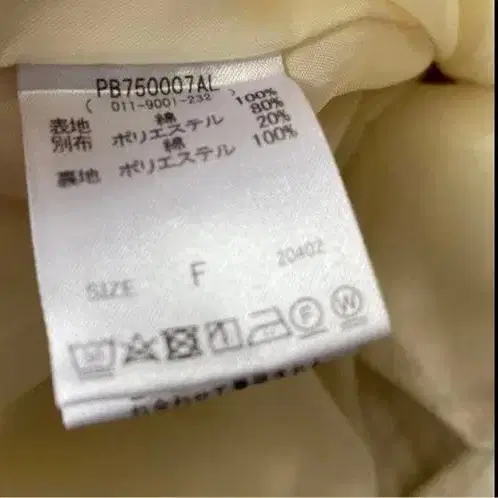 PB750007AL
( 011-9001-232 )
表地 綿 100%
別布 ポリエステル 80%
綿 20%
裏地 ポリエステル 100%
SIZE F 20402
F W